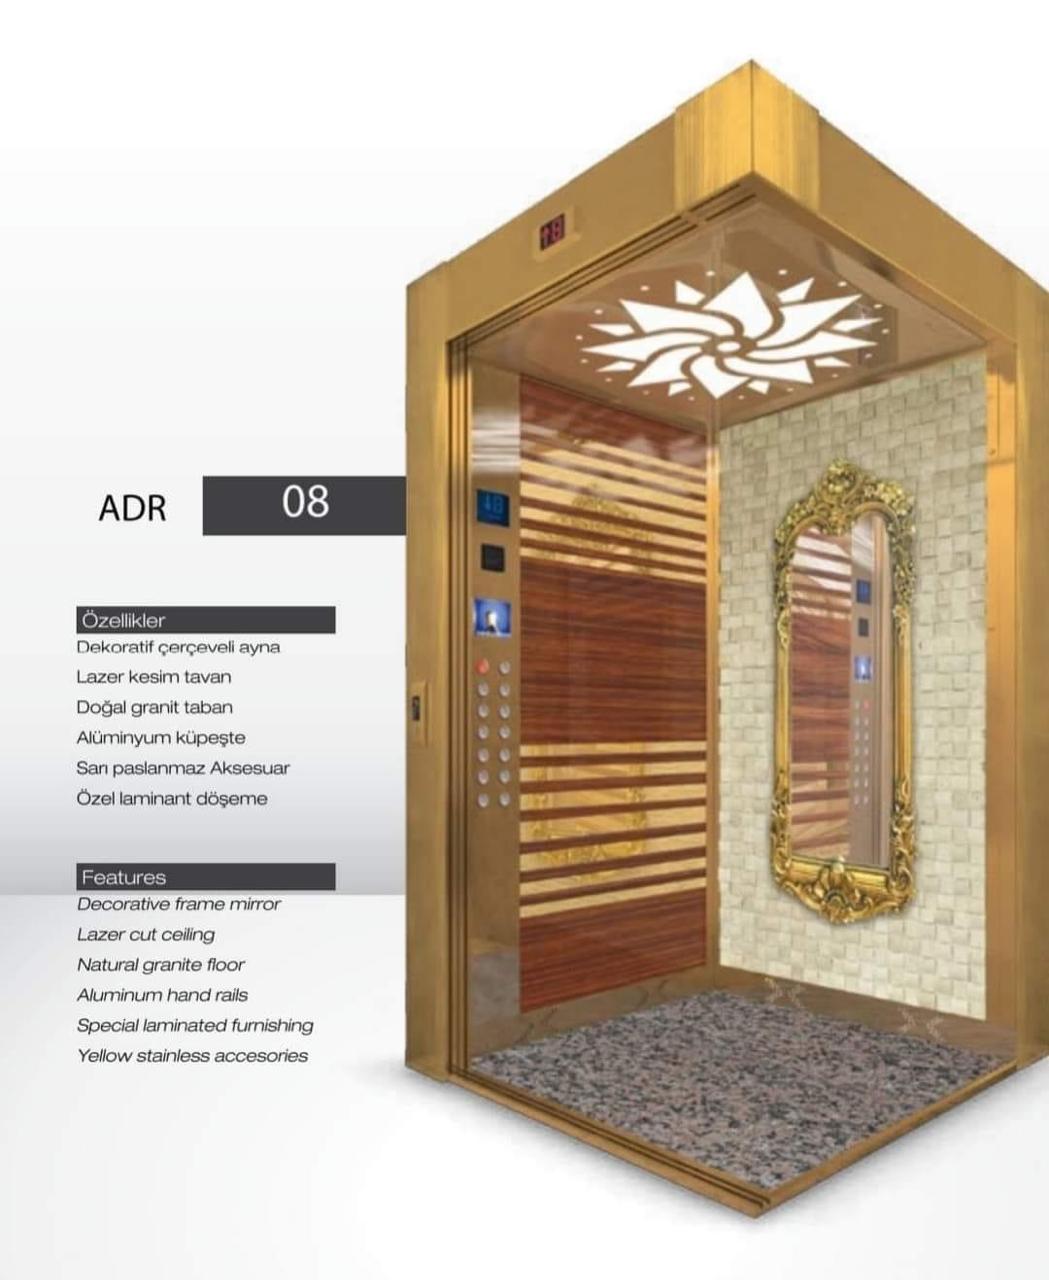 ADR 08
Özellikler
Dekoratif çerçeveli ayna
Lazer kesim tavan
Doğal granit taban
Alüminyum küpeşte
Sarı paslanmaz Aksesuar
Özel laminant döşeme
Features
Decorative frame mirror
Lazer cut ceiling
Natural granite floor
Aluminum hand rails
Special laminated furnishing
Yellow stainless accesories